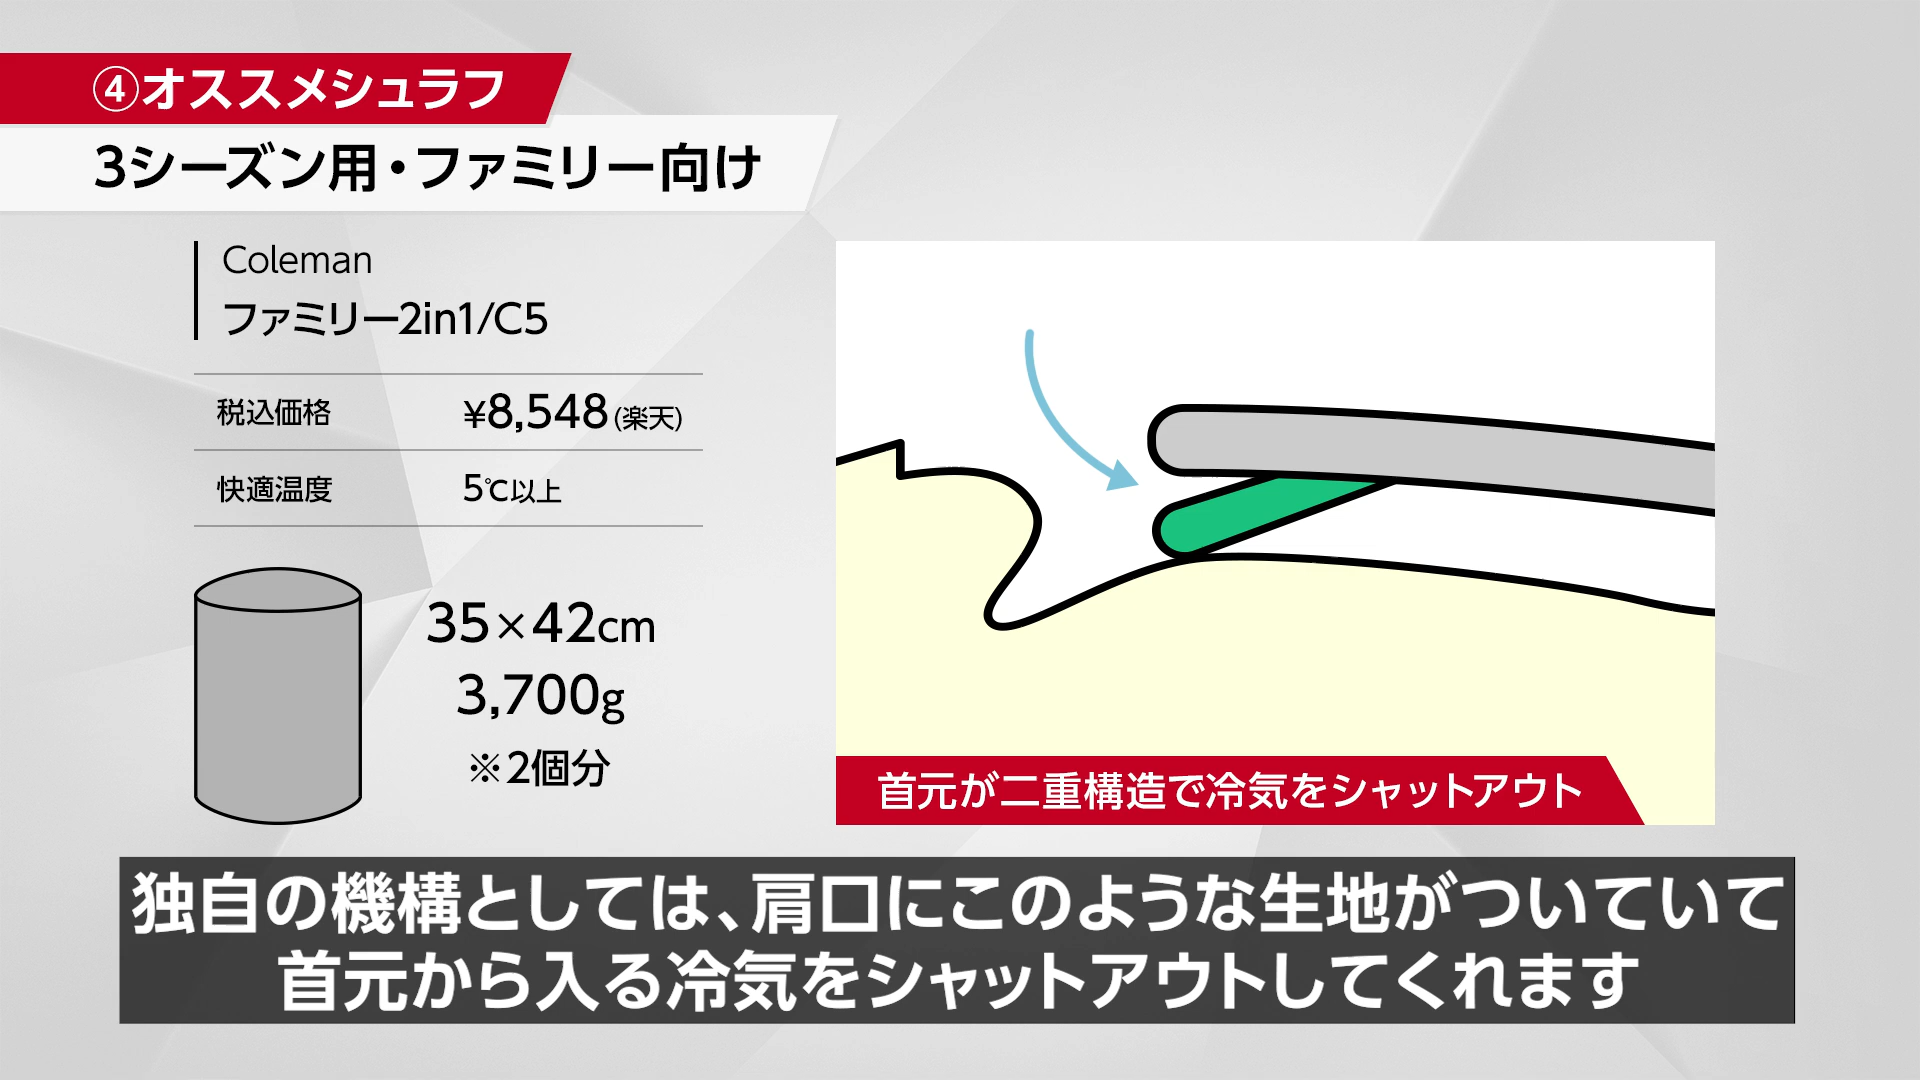 ④オススメシュラフ
3シーズン用・ファミリー向け
Coleman
ファミリー2in1/C5
税込価格 ¥8,548(楽天)
快適温度 5℃以上
35×42cm
3,700g
※2個分
首元が二重構造で冷気をシャットアウト
独自の機構としては、肩口にこのような生地がついていて
首元から入る冷気をシャットアウトしてくれます